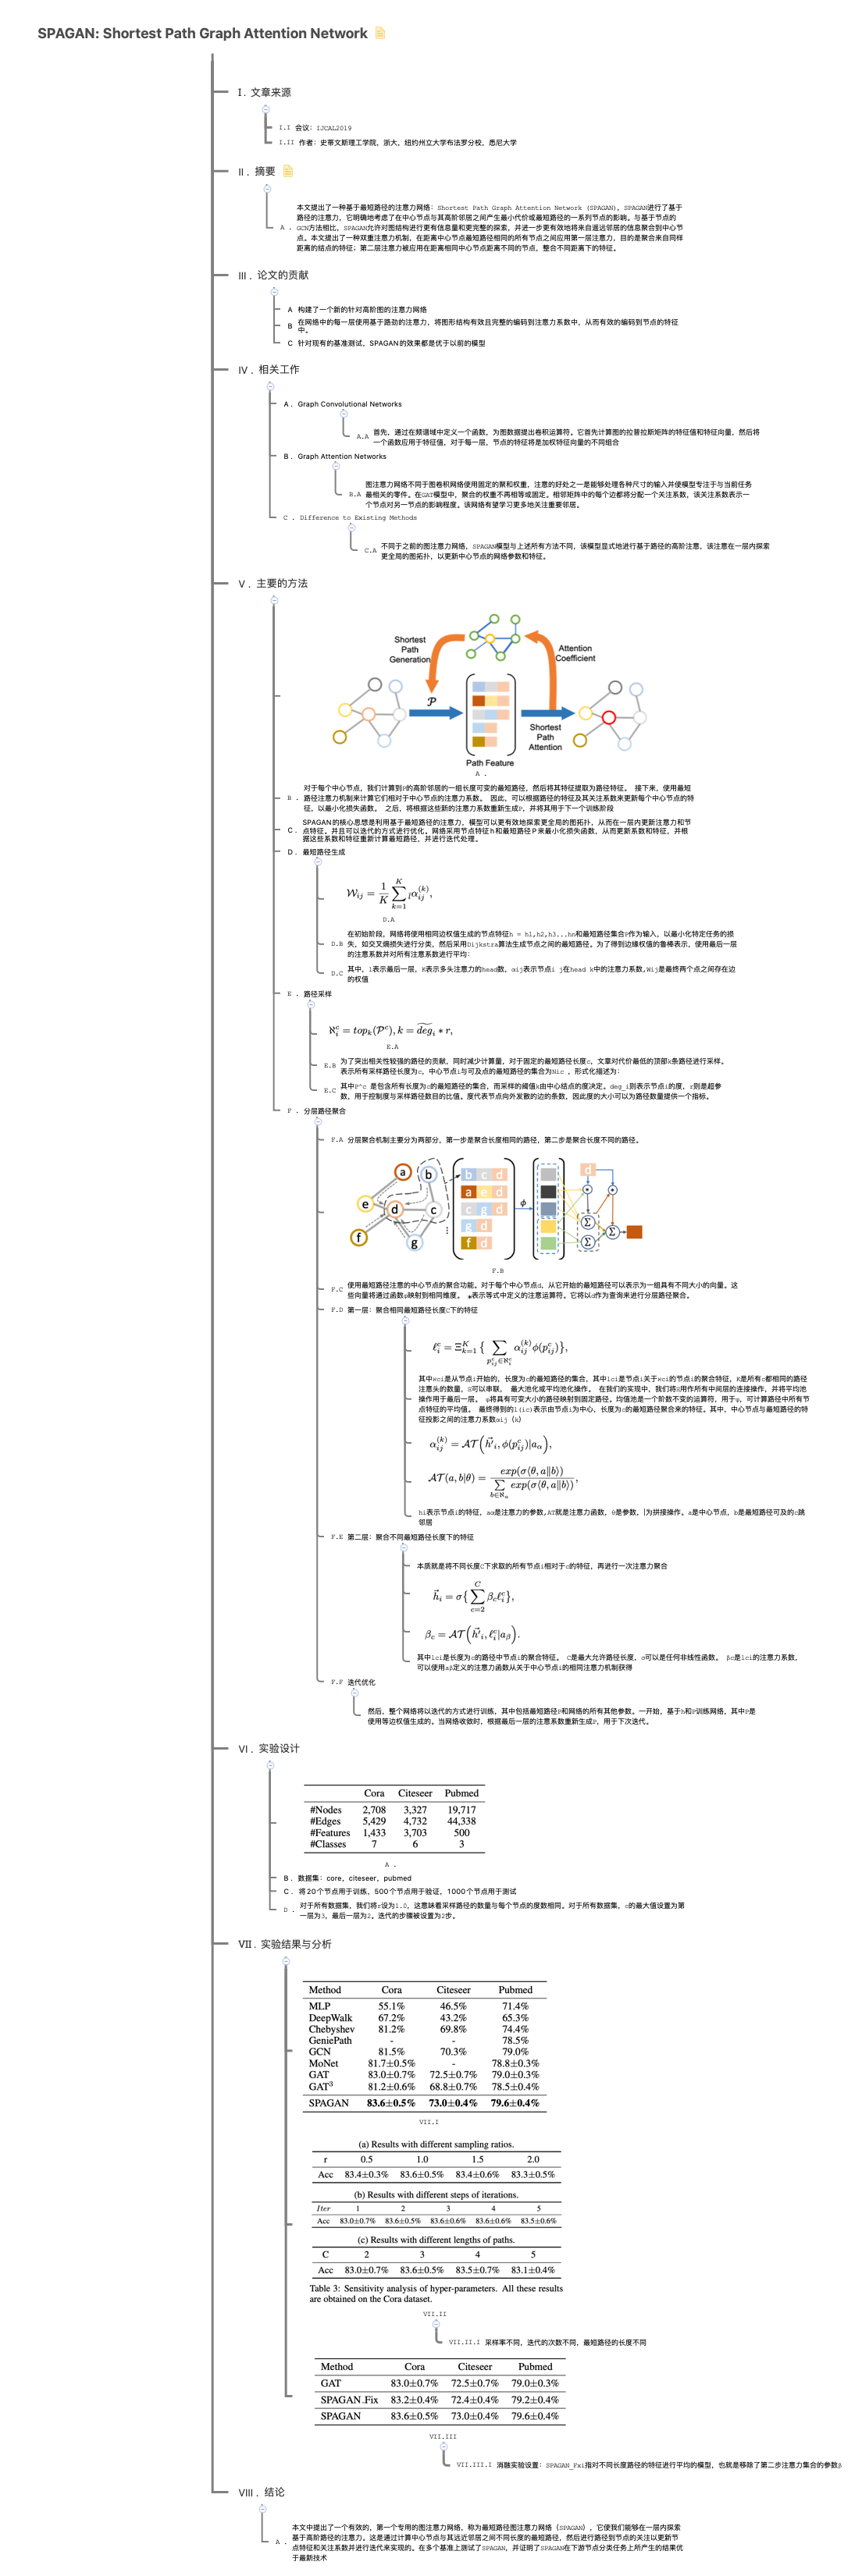 SPAGAN: Shortest Path Graph Attention Network
I. 文章来源
I.I 会议: IJCAL2019
I.II 作者: 史蒂文斯理工学院, 浙大, 纽约州立大学布法罗分校, 悉尼大学
II. 摘要
本文提出了一种基于最短路径的注意力网络: Shortest Path Graph Attention Network (SPAGAN), SPAGAN进行了基于
路径的注意力, 它明确地考虑了在中心节点与其高阶邻居之间产生最小代价或最短路径的一系列节点的影响。与基于节点的
A. GCN方法相比, SPAGAN允许对图结构进行更有信息量和更完整的探索, 并进一步更有效地将来自遥远邻居的信息聚合到中心节
点。本文提出了一种双重注意力机制, 在距离中心节点最短路径相同的所有节点之间应用第一层注意力, 目的是聚合来自同样
距离的结点的特征; 第二层注意力被应用在距离相同中心节点距离不同的节点, 整合不同距离下的特征。
III. 论文的贡献
A 构建了一个新的针对高阶图的注意力网络
B 在网络中的每一层使用基于路劲的注意力, 将图形结构有效且完整的编码到注意力系数中, 从而有效的编码到节点的特征
中。
C 针对现有的基准测试, SPAGAN的效果都是优于以前的模型
IV. 相关工作
A. Graph Convolutional Networks
A.A 首先, 通过在频谱域中定义一个函数, 为图数据提出卷积运算符。它首先计算图的拉普拉斯矩阵的特征值和特征向量, 然后将
一个函数应用于特征值, 对于每一层, 节点的特征将是加权特征向量的不同组合
B. Graph Attention Networks
图注意力网络不同于图卷积网络使用固定的聚和权重, 注意的好处之一是能够处理各种尺寸的输入并使模型专注于与当前任务
B.A 最相关的零件。在GAT模型中, 聚合的权重不再相等或固定。相邻矩阵中的每个边都将分配一个关注系数, 该关注系数表示一
个节点对另一节点的影响程度。该网络有望学习更多地关注重要邻居。
C. Difference to Existing Methods
C.A 不同于之前的图注意力网络, SPAGAN模型与上述所有方法不同, 该模型显式地进行基于路径的高阶注意, 该注意在一层内探索
更全局的图拓扑, 以更新中心节点的网络参数和特征。
V. 主要的方法
Shortest Path Generation
Attention Coefficient
P
Shortest Path Attention
Path Feature
A.
对于每个中心节点, 我们计算到P的高阶邻居的一组长度可变的最短路径, 然后将其特征提取为路径特征。 接下来, 使用最短
B. 路径注意力机制来计算它们相对于中心节点的注意力系数。 因此, 可以根据路径的特征及其关注系数来更新每个中心节点的特
征, 以最小化损失函数。 之后, 将根据这些新的注意力系数重新生成P, 并将其用于下一个训练阶段
SPAGAN的核心思想是利用基于最短路径的注意力, 模型可以更有效地探索更全局的图拓扑, 从而在一层内更新注意力和节
C. 点特征。并且可以迭代的方式进行优化。网络采用节点特征h和最短路径P来最小化损失函数, 从而更新系数和特征, 并根
据这些系数和特征重新计算最短路径, 并进行迭代处理。
D. 最短路径生成
W_ij = 1/K ∑_{k=1}^{K} lα_ij^(k),
D.A
在初始阶段, 网络将使用相同边权值生成的节点特征h = h1,h2,h3...hn和最短路径集合P作为输入, 以最小化特定任务的损
D.B 失, 如交叉熵损失进行分类, 然后采用Dijkstra算法生成节点之间的最短路径。为了得到边缘权值的鲁棒表示, 使用最后一层
的注意系数并对所有注意系数进行平均:
D.C 其中, l表示最后一层, K表示多头注意力的head数, αij表示节点i j在head k中的注意力系数,Wij是最终两个点之间存在边
的权值
E. 路径采样
ℵ_i^c = top_k(P^c), k = deg_i * r,
E.A
E.B 为了突出相关性较强的路径的贡献, 同时减少计算量, 对于固定的最短路径长度c, 文章对代价最低的顶部k条路径进行采样。
表示所有采样路径长度为c, 中心节点i与可及点的最短路径的集合为Nic , 形式化描述为:
E.C 其中P^c 是包含所有长度为c的最短路径的集合, 而采样的阈值k由中心结点的度决定。deg_i则表示节点i的度, r则是超参
数, 用于控制度与采样路径数目的比值。度代表节点向外发散的边的条数, 因此度的大小可以为路径数量提供一个指标。
F. 分层路径聚合
F.A 分层聚合机制主要分为两部分, 第一步是聚合长度相同的路径, 第二步是聚合长度不同的路径。
a b e d c f g
b c d
a e d
c g d
g d
f d
ϕ
d
Σ Σ Σ
F.B
F.C 使用最短路径注意的中心节点的聚合功能。对于每个中心节点d, 从它开始的最短路径可以表示为一组具有不同大小的向量。这
些向量将通过函数φ映射到相同维度。 ⊙表示等式中定义的注意运算符。它将以d作为查询来进行分层路径聚合。
F.D 第一层: 聚合相同最短路径长度C下的特征
ℓ_i^c = Ξ_{k=1}^K { ∑_{p_ij^c∈ℵ_i^c} α_ij^(k) ϕ(p_ij^c)},
其中Nci是从节点i开始的, 长度为c的最短路径的集合, 其中lci是节点i关于Nci的节点i的聚合特征, K是所有c都相同的路径
注意头的数量, Ξ可以串联, 最大池化或平均池化操作。 在我们的实现中, 我们将Ξ用作所有中间层的连接操作, 并将平均池
操作用于最后一层。 φ将具有可变大小的路径映射到固定路径。均值池是一个阶数不变的运算符, 用于φ, 可计算路径中所有节
点特征的平均值。 最终得到的l(ic)表示由节点i为中心, 长度为c的最短路径聚合来的特征。其中, 中心节点与最短路径的特
征投影之间的注意力系数αij (k)
α_ij^(k) = AT(h'_i, ϕ(p_ij^c)|a_α),
AT(a, b|θ) = exp(σ(θ, a∥b)) / ∑_{b∈ℵ_a} exp(σ(θ, a∥b)),
hi表示节点i的特征, aα是注意力的参数,AT就是注意力函数, θ是参数, |为拼接操作。a是中心节点, b是最短路径可及的c跳
邻居
F.E 第二层: 聚合不同最短路径长度下的特征
本质就是将不同长度C下求取的所有节点i相对于c的特征, 再进行一次注意力聚合
h_i = σ{∑_{c=2}^{C} β_c ℓ_i^c},
β_c = AT(h'_i, ℓ_i^c|a_β).
其中lci是长度为c的路径中节点i的聚合特征。 C是最大允许路径长度, σ可以是任何非线性函数。 βc是lci的注意力系数,
可以使用aβ定义的注意力函数从关于中心节点i的相同注意力机制获得
F.F 迭代优化
然后, 整个网络将以迭代的方式进行训练, 其中包括最短路径P和网络的所有其他参数。一开始, 基于h和P训练网络, 其中P是
使用等边权值生成的。当网络收敛时, 根据最后一层的注意系数重新生成P, 用于下次迭代。
VI. 实验设计
Cora Citeseer Pubmed
#Nodes 2,708 3,327 19,717
#Edges 5,429 4,732 44,338
#Features 1,433 3,703 500
#Classes 7 6 3
A.
B. 数据集: core, citeseer, pubmed
C. 将20个节点用于训练, 500个节点用于验证, 1000个节点用于测试
D. 对于所有数据集, 我们将r设为1.0, 这意味着采样路径的数量与每个节点的度数相同。对于所有数据集, c的最大值设置为第
一层为3, 最后一层为2。迭代的步骤被设置为2步。
VII. 实验结果与分析
Method Cora Citeseer Pubmed
MLP 55.1% 46.5% 71.4%
DeepWalk 67.2% 43.2% 65.3%
Chebyshev 81.2% 69.8% 74.4%
GeniePath - - 78.5%
GCN 81.5% 70.3% 79.0%
MoNet 81.7±0.5% - 78.8±0.3%
GAT 83.0±0.7% 72.5±0.7% 79.0±0.3%
GAT³ 81.2±0.6% 68.8±0.7% 78.5±0.4%
SPAGAN 83.6±0.5% 73.0±0.4% 79.6±0.4%
VII.I
(a) Results with different sampling ratios.
r 0.5 1.0 1.5 2.0
Acc 83.4±0.3% 83.6±0.5% 83.4±0.6% 83.3±0.5%
(b) Results with different steps of iterations.
Iter 1 2 3 4 5
Acc 83.0±0.7% 83.6±0.5% 83.6±0.6% 83.6±0.6% 83.5±0.6%
(c) Results with different lengths of paths.
C 2 3 4 5
Acc 83.0±0.7% 83.6±0.5% 83.5±0.7% 83.1±0.4%
Table 3: Sensitivity analysis of hyper-parameters. All these results
are obtained on the Cora dataset.
VII.II
VII.II.I 采样率不同, 迭代的次数不同, 最短路径的长度不同
Method Cora Citeseer Pubmed
GAT 83.0±0.7% 72.5±0.7% 79.0±0.3%
SPAGAN_Fix 83.2±0.4% 72.4±0.4% 79.2±0.4%
SPAGAN 83.6±0.5% 73.0±0.4% 79.6±0.4%
VII.III
VII.III.I 消融实验设置: SPAGAN_Fxi指对不同长度路径的特征进行平均的模型, 也就是移除了第二步注意力集合的参数β
VIII. 结论
本文中提出了一个有效的, 第一个专用的图注意力网络, 称为最短路径图注意力网络 (SPAGAN) , 它使我们能够在一层内探索
基于高阶路径的注意力。这是通过计算中心节点与其远近邻居之间不同长度的最短路径, 然后进行路径到节点的关注以更新节
A. 点特征和关注系数并进行迭代来实现的。在多个基准上测试了SPAGAN, 并证明了SPAGAN在下游节点分类任务上所产生的结果优
于最新技术